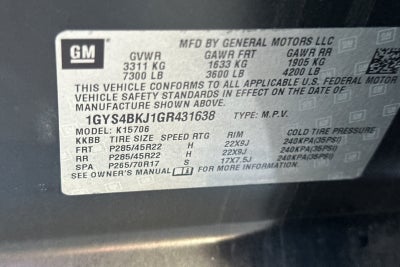 GM
MFD BY GENERAL MOTORS LLC
GVWR GAWR FRT GAWR RR
3311 KG 1633 KG 1905 KG
7300 LB 3600 LB 4200 LB
THIS VEHICLE CONFORMS TO ALL APPLICABLE U.S. FEDERAL MOTOR
VEHICLE SAFETY STANDARDS IN EFFECT ON THE DATE OF
MANUFACTURE SHOWN ABOVE.
1GYS4BKJ1GR431638 TYPE: M.P.V.
MODEL: K15706
KKBB TIRE SIZE SPEED RTG RIM COLD TIRE PRESSURE
FRT P285/45R22 H 22X9J 240KPA(35PSI)
RR P285/45R22 H 22X9J 240KPA(35PSI)
SPA P265/70R17 S 17X7.5J 240KPA(35PSI)
SEE OWNER'S MANUAL FOR MORE INFORMATION